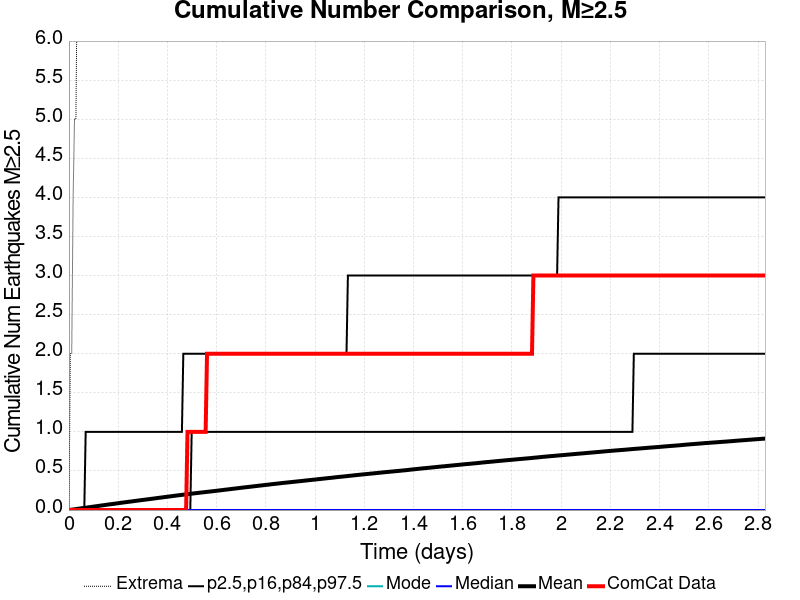 Cumulative Number Comparison, M≥2.5
Cumulative Num Earthquakes M≥2.5
6.0
5.5
5.0
4.5
4.0
3.5
3.0
2.5
2.0
1.5
1.0
0.5
0.0
0 0.2 0.4 0.6 0.8 1 1.2 1.4 1.6 1.8 2 2.2 2.4 2.6 2.8
Time (days)
Extrema p2.5,p16,p84,p97.5 Mode Median Mean ComCat Data